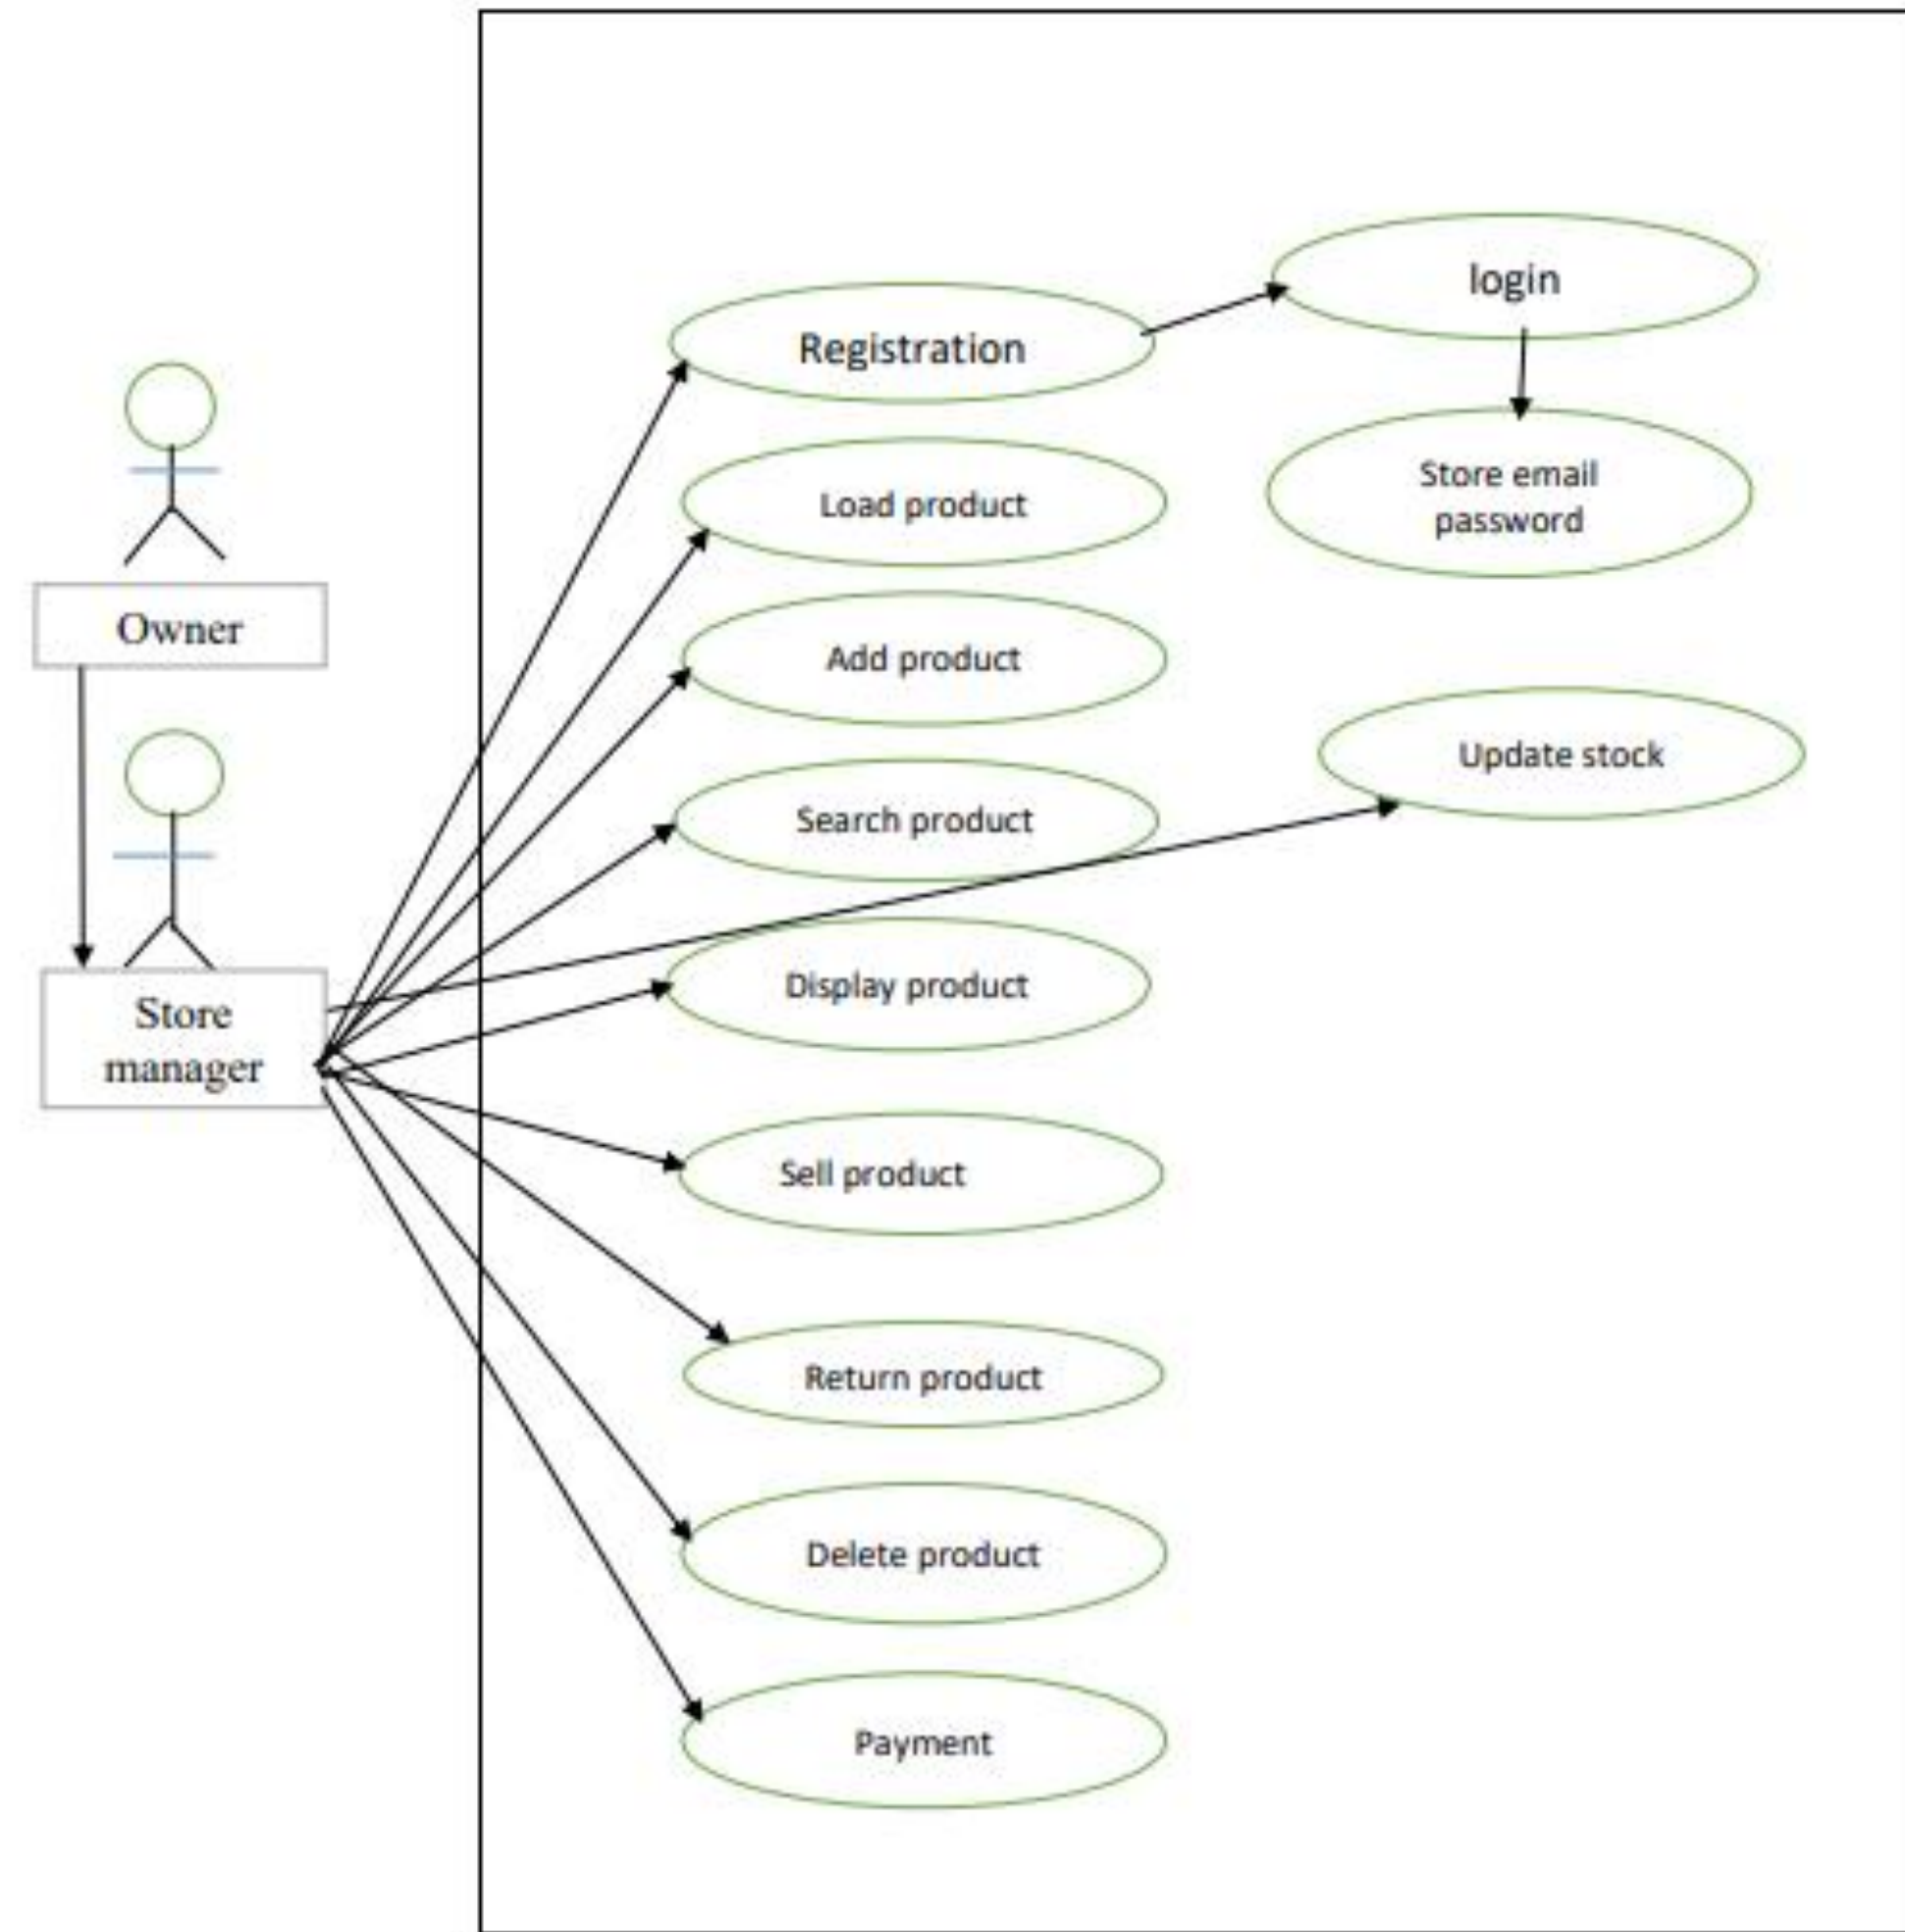 login
Registration
Store email
password
Load product
Owner
Add product
Update stock
Search product
Display product
Store
manager
Sell product
Return product
Delete product
Payment